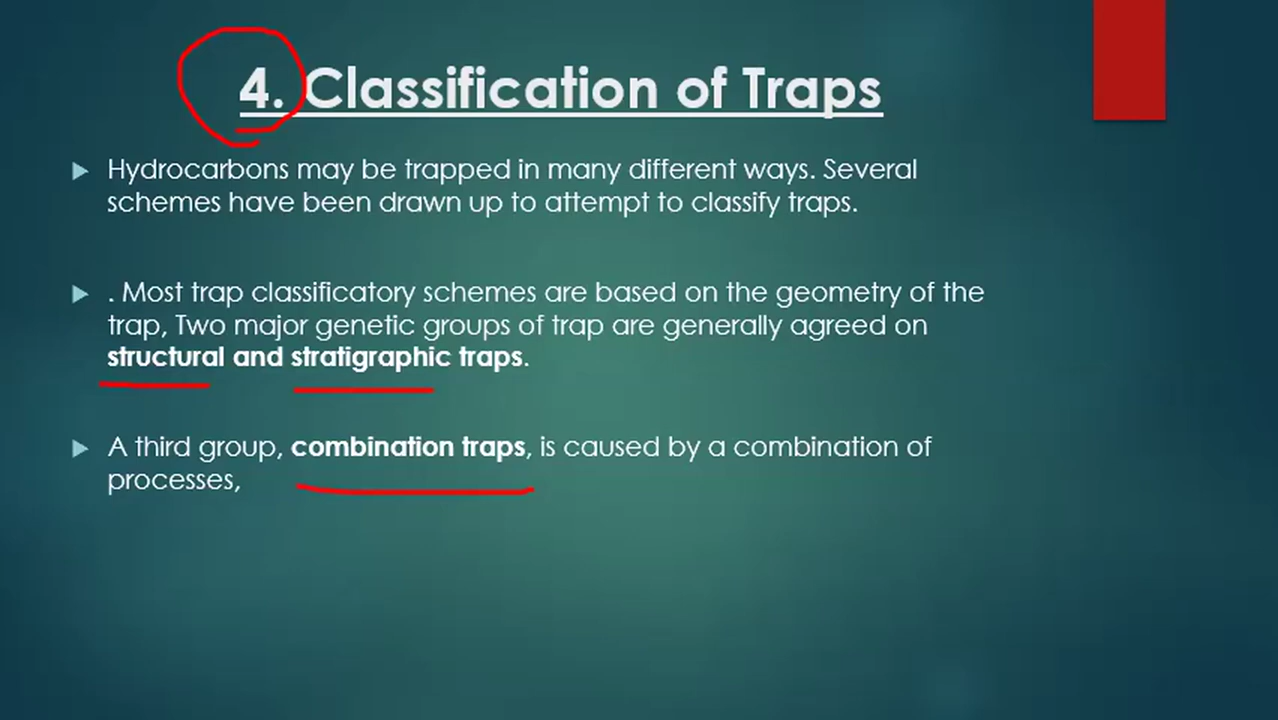 4. Classification of Traps
Hydrocarbons may be trapped in many different ways. Several
schemes have been drawn up to attempt to classify traps.
. Most trap classificatory schemes are based on the geometry of the
trap, Two major genetic groups of trap are generally agreed on
structural and stratigraphic traps.
A third group, combination traps, is caused by a combination of
processes,